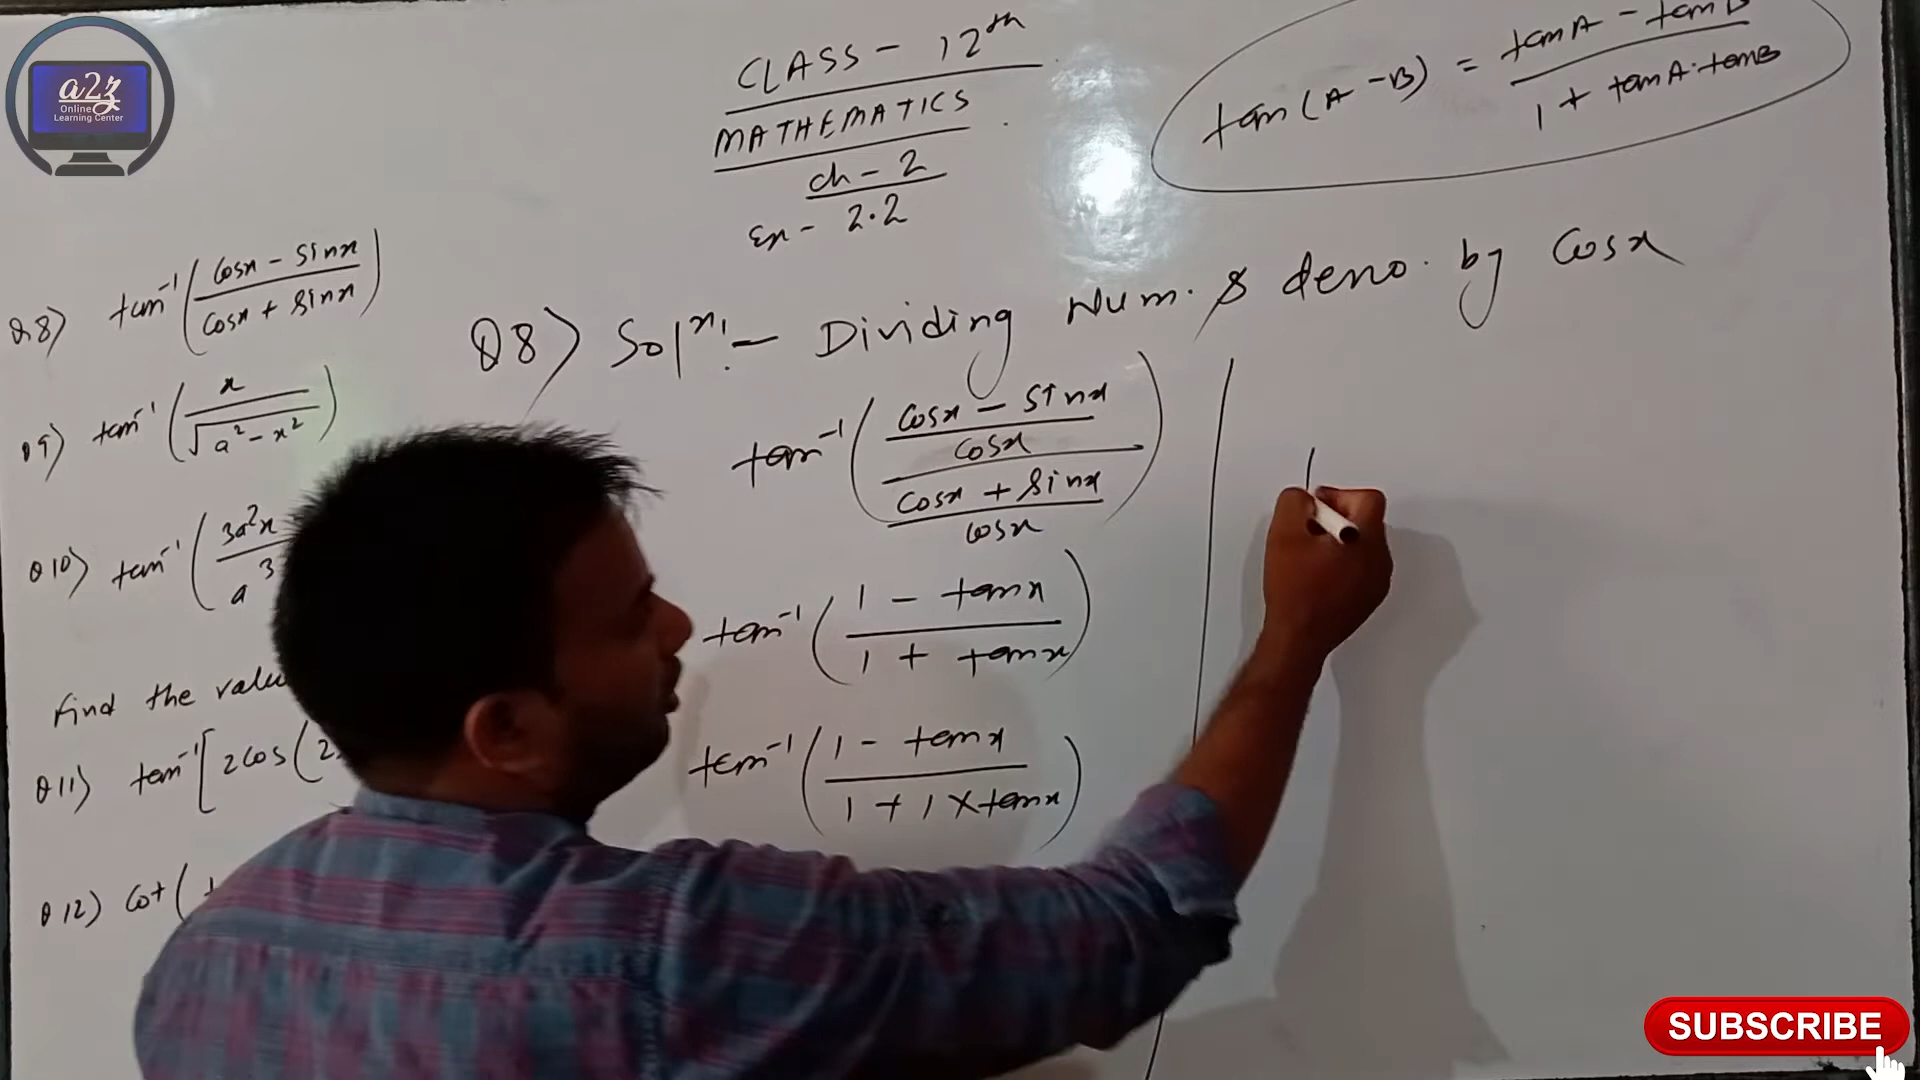 a2z
Online
Learning Center
CLASS - 12th
MATHEMATICS
ch - 2
Ex - 2.2
tan(A-B) = (tanA - tanB)/(1 + tanA.tanB)
Q8) tan⁻¹((cosx - sinx)/(cosx + sinx))
Q9) tan⁻¹(x/√(a² - x²))
Q10) tan⁻¹(3a²x
a³
Find the valu
Q11) tan⁻¹[2cos(2
Q12) cot(t
Q8) Solⁿ:- Dividing Num. & deno. by cosx
tan⁻¹(((cosx - sinx)/cosx)/((cosx + sinx)/cosx))
tan⁻¹((1 - tanx)/(1 + tanx))
tan⁻¹((1 - tanx)/(1 + 1×tanx))
SUBSCRIBE